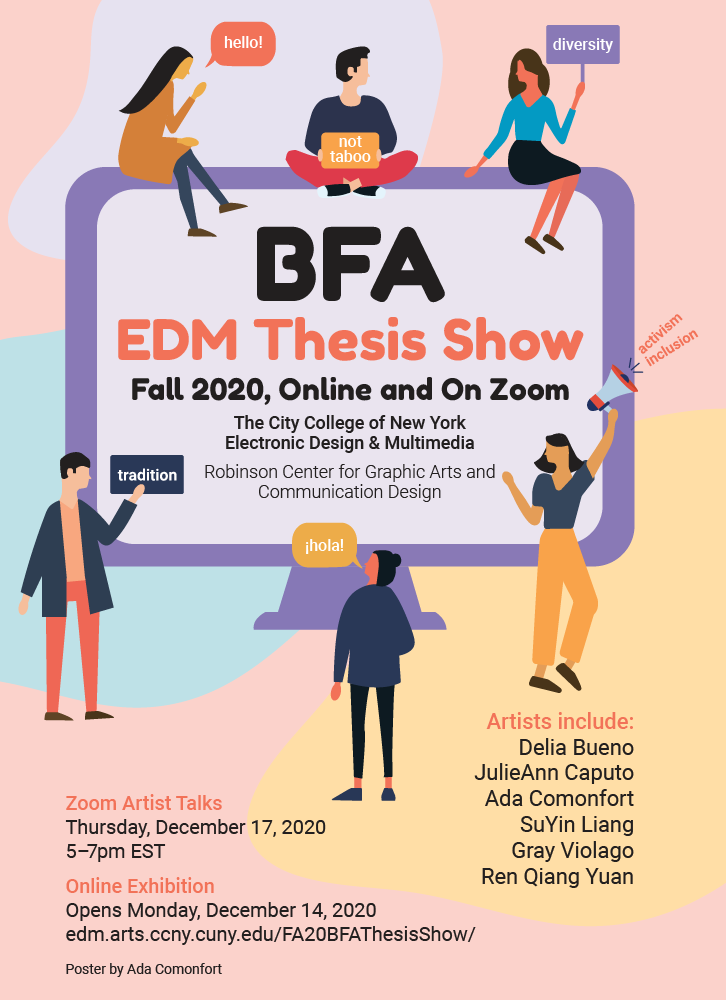 hello!
diversity
not
taboo
BFA
EDM Thesis Show
Fall 2020, Online and On Zoom
The City College of New York
Electronic Design & Multimedia
Robinson Center for Graphic Arts and
Communication Design
activism
inclusion
tradition
¡hola!
Artists include:
Delia Bueno
JulieAnn Caputo
Ada Comonfort
SuYin Liang
Gray Violago
Ren Qiang Yuan
Zoom Artist Talks
Thursday, December 17, 2020
5–7pm EST
Online Exhibition
Opens Monday, December 14, 2020
edm.arts.ccny.cuny.edu/FA20BFAThesisShow/
Poster by Ada Comonfort